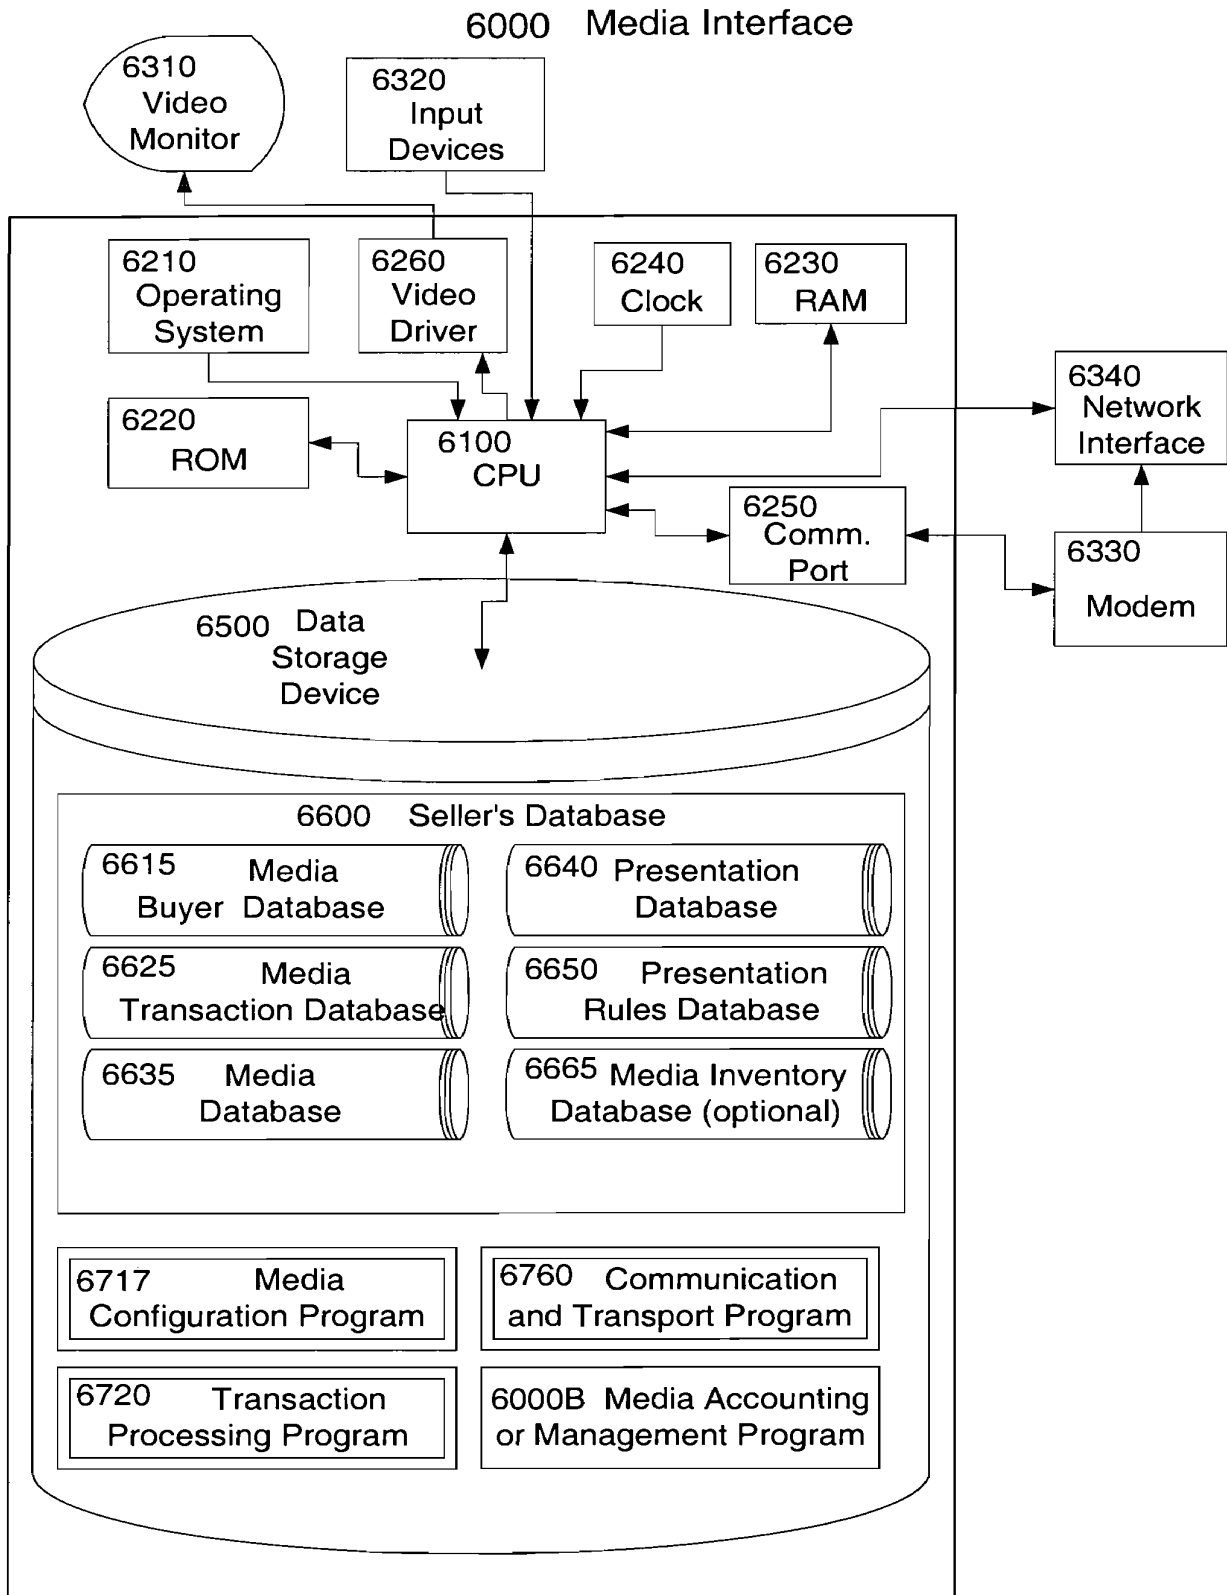 6000 Media Interface
6310
Video
Monitor
6320
Input
Devices
6210
Operating
System
6260
Video
Driver
6240
Clock
6230
RAM
6340
Network
Interface
6220
ROM
6100
CPU
6250
Comm.
Port
6330
Modem
6500 Data
Storage
Device
6600 Seller's Database
6615 Media
Buyer Database
6640 Presentation
Database
6625 Media
Transaction Database
6650 Presentation
Rules Database
6635 Media
Database
6665 Media Inventory
Database (optional)
6717 Media
Configuration Program
6760 Communication
and Transport Program
6720 Transaction
Processing Program
6000B Media Accounting
or Management Program